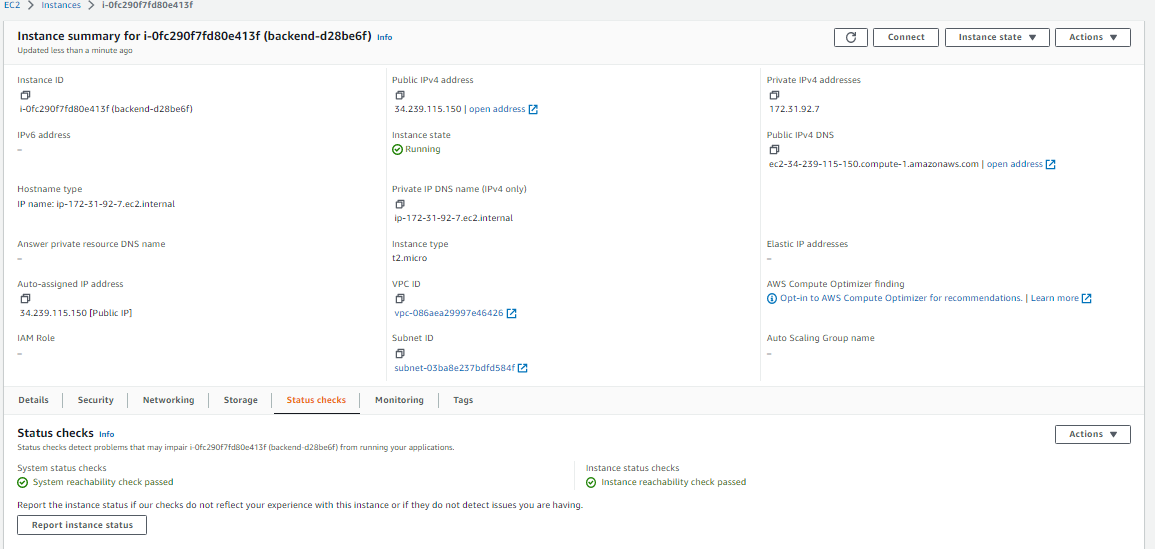 EC2 > Instances > i-0fc290f7fd80e413f
Instance summary for i-0fc290f7fd80e413f (backend-d28be6f) Info
Updated less than a minute ago
Connect
Instance state
Actions
Instance ID
i-0fc290f7fd80e413f (backend-d28be6f)
Public IPv4 address
34.239.115.150 | open address
Private IPv4 addresses
172.31.92.7
IPv6 address
–
Instance state
Running
Public IPv4 DNS
ec2-34-239-115-150.compute-1.amazonaws.com | open address
Hostname type
IP name: ip-172-31-92-7.ec2.internal
Private IP DNS name (IPv4 only)
ip-172-31-92-7.ec2.internal
Answer private resource DNS name
–
Instance type
t2.micro
Elastic IP addresses
–
Auto-assigned IP address
34.239.115.150 [Public IP]
VPC ID
vpc-086aea29997e46426
AWS Compute Optimizer finding
Opt-in to AWS Compute Optimizer for recommendations. | Learn more
IAM Role
–
Subnet ID
subnet-03ba8e237bdfd584f
Auto Scaling Group name
–
Details
Security
Networking
Storage
Status checks
Monitoring
Tags
Status checks Info
Status checks detect problems that may impair i-0fc290f7fd80e413f (backend-d28be6f) from running your applications.
Actions
System status checks
System reachability check passed
Instance status checks
Instance reachability check passed
Report the instance status if our checks do not reflect your experience with this instance or if they do not detect issues you are having.
Report instance status